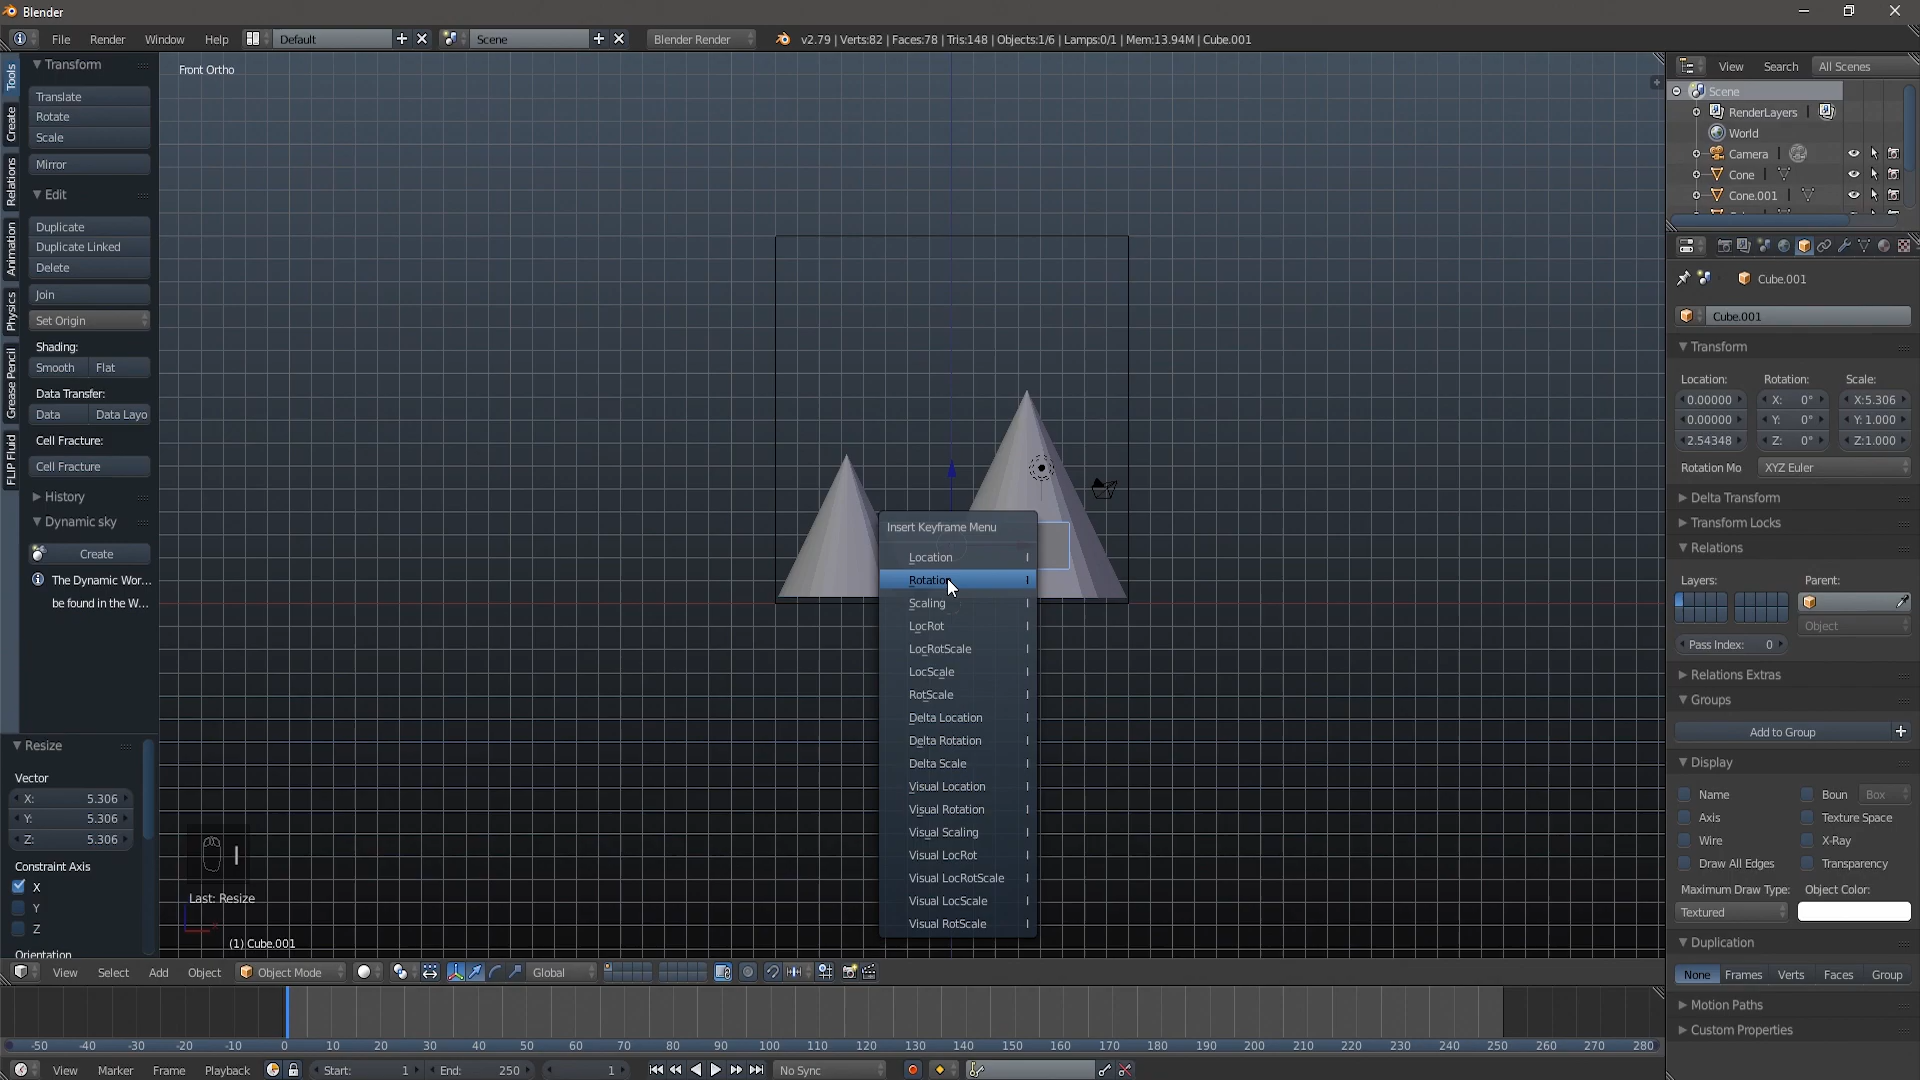 Blender
File Render Window Help Default Scene Blender Render v2.79 | Verts:82 | Faces:78 | Tris:148 | Objects:1/6 | Lamps:0/1 | Mem:13.94M | Cube.001
Tools
Create
Relations
Animation
Physics
Grease Pencil
FLIP Fluid
Transform
Translate
Rotate
Scale
Mirror
Edit
Duplicate
Duplicate Linked
Delete
Join
Set Origin
Shading:
Smooth Flat
Data Transfer:
Data Data Layo
Cell Fracture:
Cell Fracture
History
Dynamic sky
Create
The Dynamic Wor...
be found in the W...
Resize
Vector
X: 5.306
Y: 5.306
Z: 5.306
Constraint Axis
X
Y
Z
Orientation
Front Ortho
Insert Keyframe Menu
Location I
Rotation I
Scaling I
LocRot I
LocRotScale I
LocScale I
RotScale I
Delta Location I
Delta Rotation I
Delta Scale I
Visual Location I
Visual Rotation I
Visual Scaling I
Visual LocRot I
Visual LocRotScale I
Visual LocScale I
Visual RotScale I
I
Last: Resize
(1) Cube.001
View Select Add Object Object Mode Global
-50 -40 -30 -20 -10 0 10 20 30 40 50 60 70 80 90 100 110 120 130 140 150 160 170 180 190 200 210 220 230 240 250 260 270 280
View Marker Frame Playback Start: 1 End: 250 1 No Sync
View Search All Scenes
Scene
RenderLayers
World
Camera
Cone
Cone.001
Cube.001
Cube.001
Transform
Location: Rotation: Scale:
0.00000 X: 0° X:5.306
0.00000 Y: 0° Y: 1.000
2.54348 Z: 0° Z:1.000
Rotation Mo XYZ Euler
Delta Transform
Transform Locks
Relations
Layers: Parent:
Object
Pass Index: 0
Relations Extras
Groups
Add to Group
Display
Name Boun Box
Axis Texture Space
Wire X-Ray
Draw All Edges Transparency
Maximum Draw Type: Object Color:
Textured
Duplication
None Frames Verts Faces Group
Motion Paths
Custom Properties